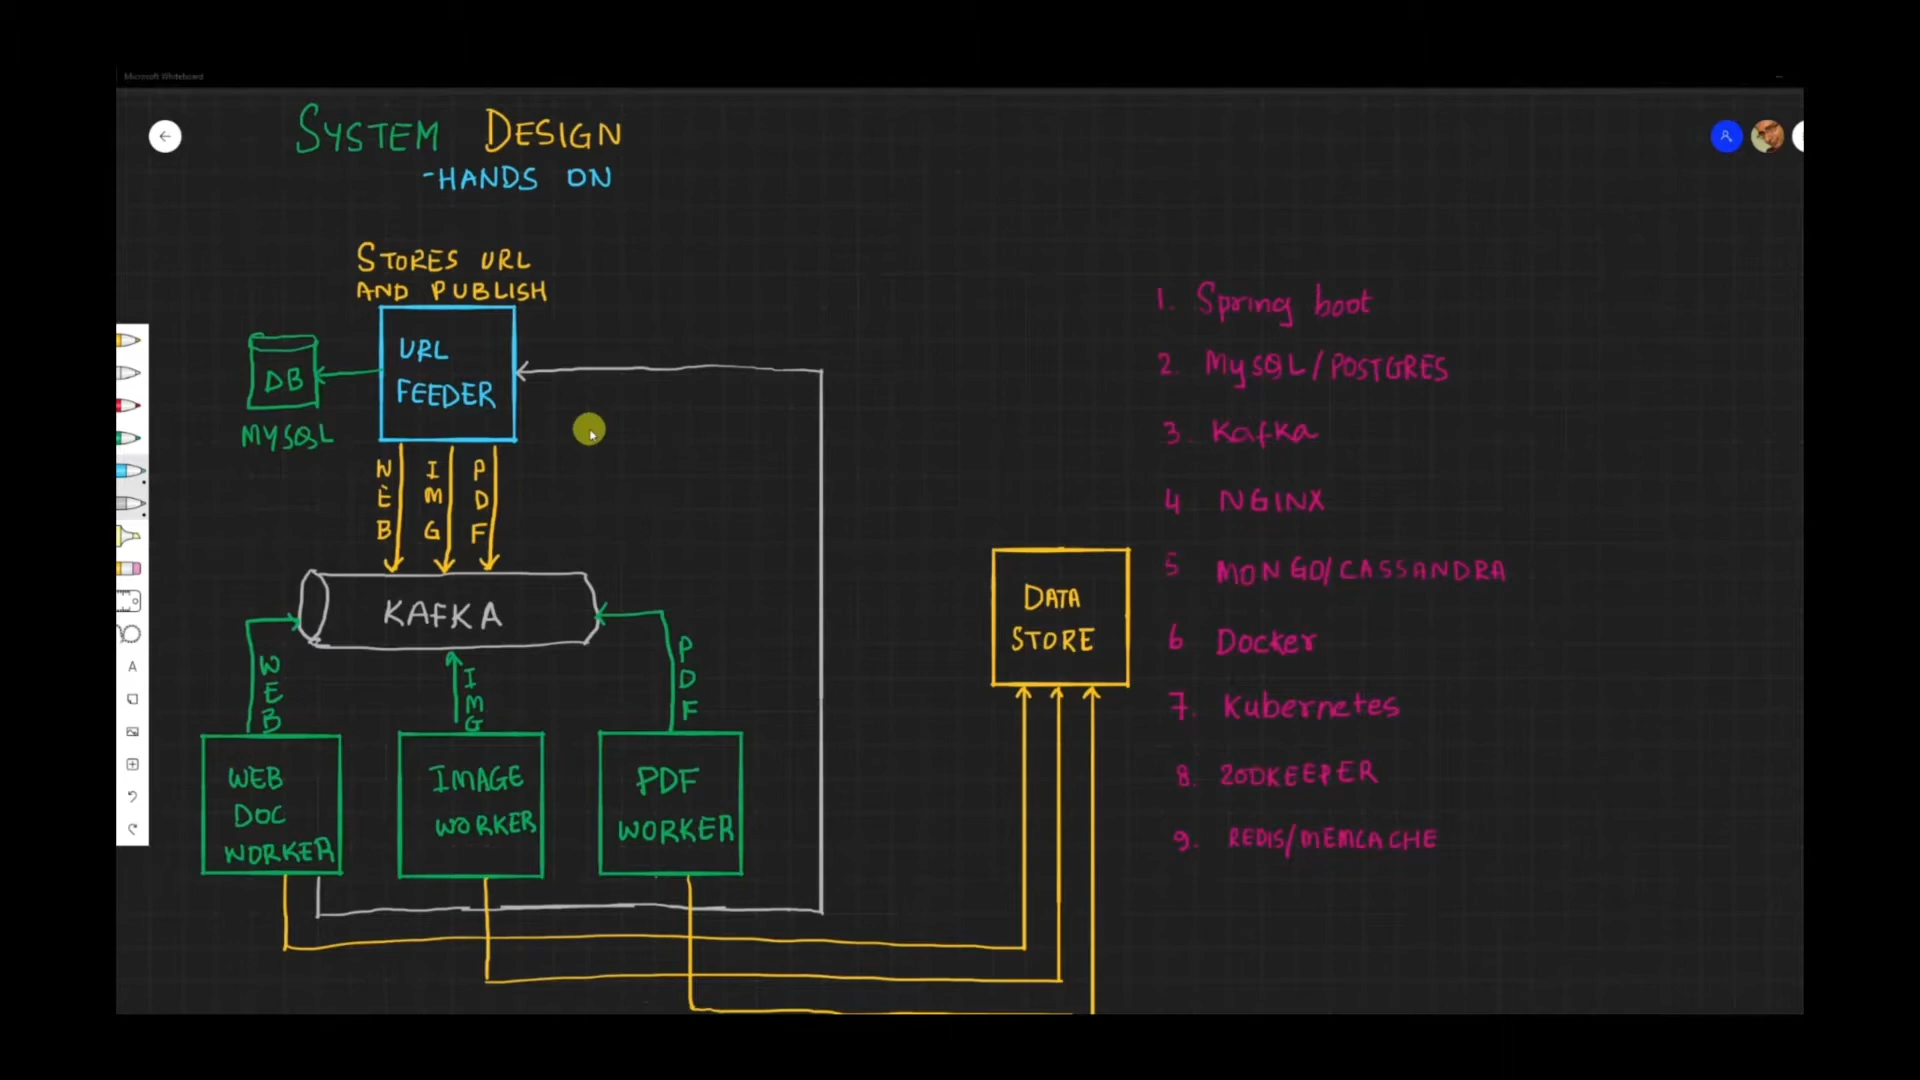 Microsoft Whiteboard
SYSTEM DESIGN
-HANDS ON
STORES URL
AND PUBLISH
URL
FEEDER
DB
MYSQL
WEB
IMG
PDF
KAFKA
WEB
IMG
PDF
WEB
DOC
WORKER
IMAGE
WORKER
PDF
WORKER
DATA
STORE
1. Spring boot
2. MySQL/POSTGRES
3. Kafka
4 NGINX
5 MONGO/CASSANDRA
6 Docker
7. Kubernetes
8. ZOOKEEPER
9. REDIS/MEMCACHE
A